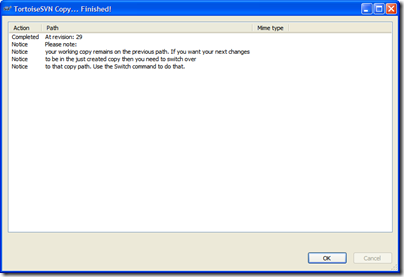 TortoiseSVN Copy... Finished!
Action Path Mime type
Completed At revision: 29
Notice Please note:
Notice your working copy remains on the previous path. If you want your next changes
Notice to be in the just created copy then you need to switch over
Notice to that copy path. Use the Switch command to do that.
OK Cancel